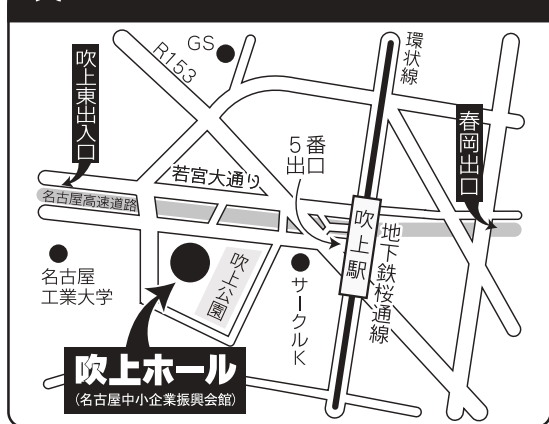 GS
R153
環状線
吹上東出入口
春岡出口
5番
出口
若宮大通り
名古屋高速道路
吹上駅
地下鉄桜通線
名古屋
工業大学
吹上公園
サークルK
吹上ホール
(名古屋中小企業振興会館)